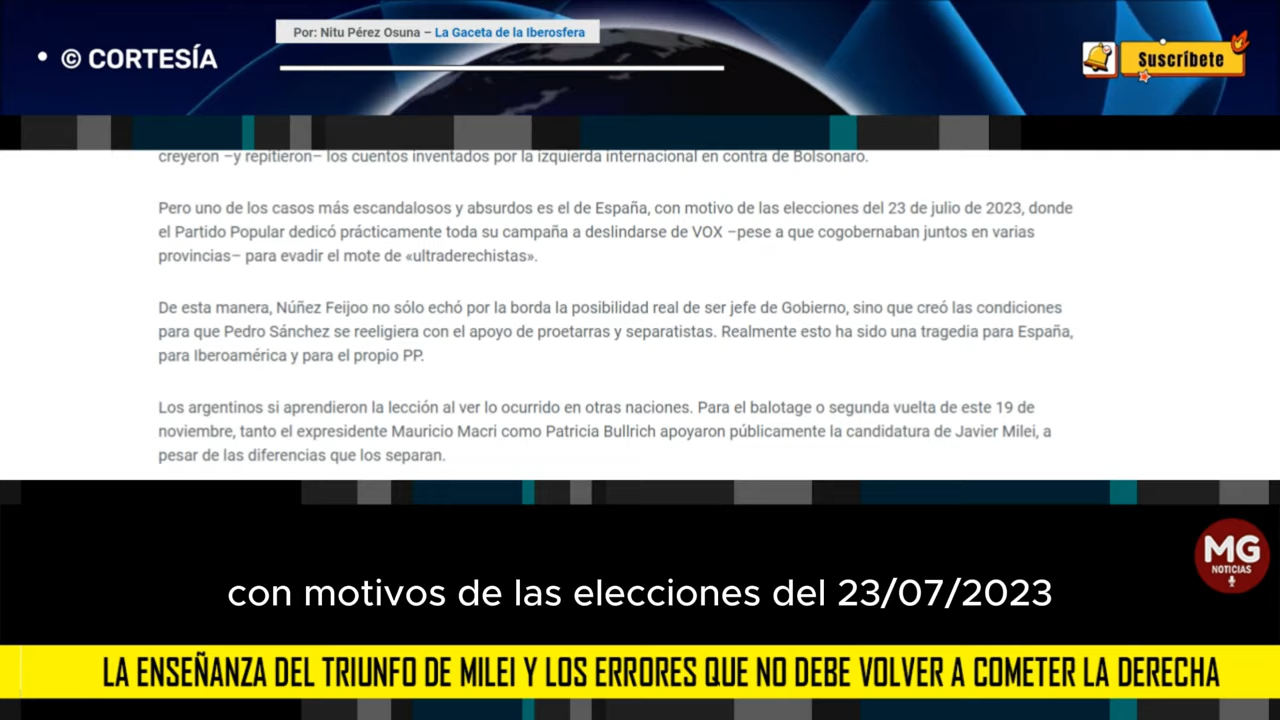 Por: Nitu Pérez Osuna – La Gaceta de la Iberosfera
• © CORTESÍA
Suscríbete
creyeron –y repitieron– los cuentos inventados por la izquierda internacional en contra de Bolsonaro.
Pero uno de los casos más escandalosos y absurdos es el de España, con motivo de las elecciones del 23 de julio de 2023, donde
el Partido Popular dedicó prácticamente toda su campaña a deslindarse de VOX –pese a que cogobernaban juntos en varias
provincias– para evadir el mote de «ultraderechistas».
De esta manera, Núñez Feijoo no sólo echó por la borda la posibilidad real de ser jefe de Gobierno, sino que creó las condiciones
para que Pedro Sánchez se reeligiera con el apoyo de proetarras y separatistas. Realmente esto ha sido una tragedia para España,
para Iberoamérica y para el propio PP.
Los argentinos si aprendieron la lección al ver lo ocurrido en otras naciones. Para el balotage o segunda vuelta de este 19 de
noviembre, tanto el expresidente Mauricio Macri como Patricia Bullrich apoyaron públicamente la candidatura de Javier Milei, a
pesar de las diferencias que los separan.
MG
NOTICIAS
con motivos de las elecciones del 23/07/2023
LA ENSEÑANZA DEL TRIUNFO DE MILEI Y LOS ERRORES QUE NO DEBE VOLVER A COMETER LA DERECHA